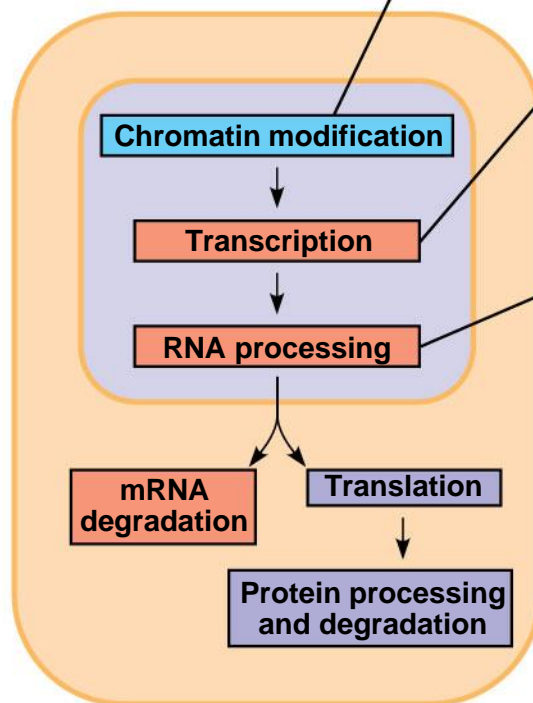 Chromatin modification
Transcription
RNA processing
mRNA
degradation
Translation
Protein processing
and degradation